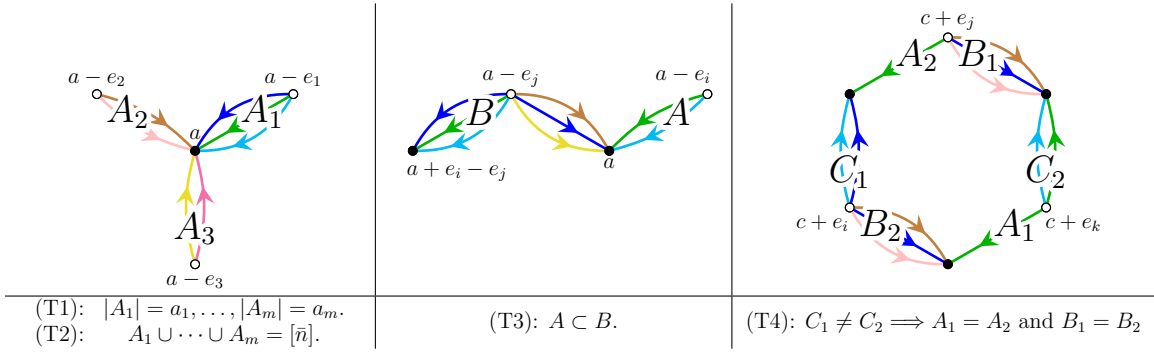 a − e₂
a − e₁
A₂
A₁
a
A₃
a − e₃
(T1): |A₁| = a₁, . . . , |Aₘ| = aₘ.
(T2): A₁ ∪ · · · ∪ Aₘ = [n̄].
a − eⱼ
a − eᵢ
B
A
a + eᵢ − eⱼ
a
(T3): A ⊂ B.
c + eⱼ
A₂
B₁
C₁
C₂
c + eᵢ
B₂
A₁
c + eₖ
(T4): C₁ ≠ C₂ ⟹ A₁ = A₂ and B₁ = B₂